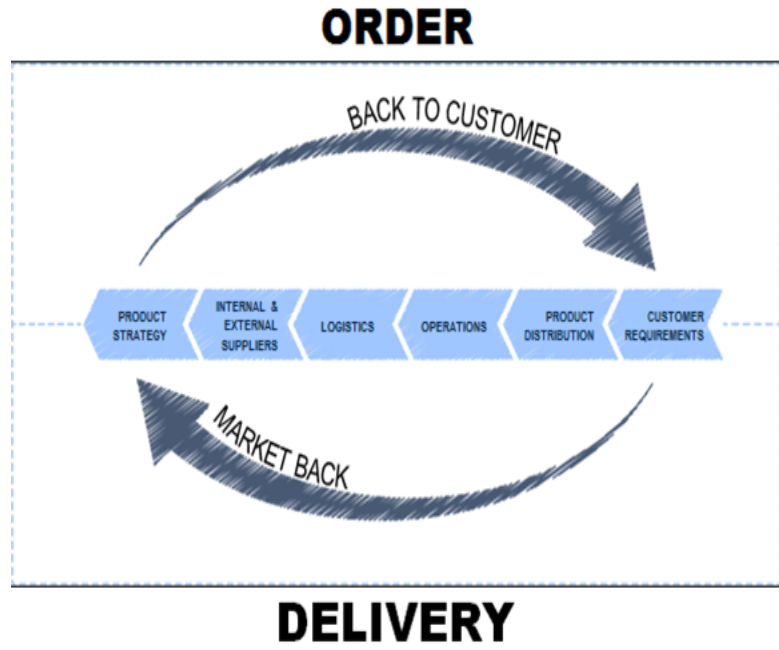 ORDER
BACK TO CUSTOMER
PRODUCT
STRATEGY
INTERNAL &
EXTERNAL
SUPPLIERS
LOGISTICS
OPERATIONS
PRODUCT
DISTRIBUTION
CUSTOMER
REQUIREMENTS
MARKET BACK
DELIVERY